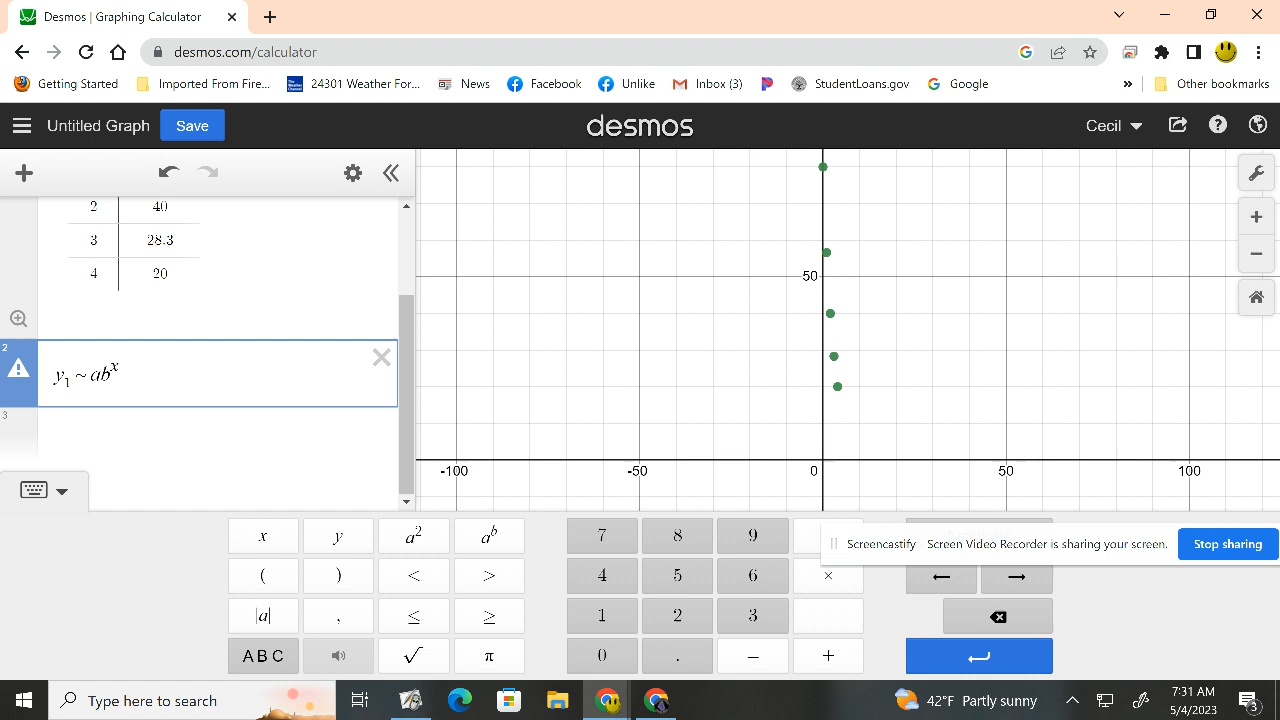 Desmos | Graphing Calculator
desmos.com/calculator
Getting Started Imported From Fire... 24301 Weather For... News Facebook Unlike Inbox (3) StudentLoans.gov Google » Other bookmarks
Untitled Graph Save desmos Cecil
2 40
3 28.3
4 20
2
y₁ ~ abˣ
3
50
-100 -50 0 50 100
x y a² aᵇ 7 8 9
Screencastify - Screen Video Recorder is sharing your screen. Stop sharing
( ) < > 4 5 6 × ← →
|a| , ≤ ≥ 1 2 3
A B C √ π 0 . − +
Type here to search
42°F Partly sunny
7:31 AM
5/4/2023
3